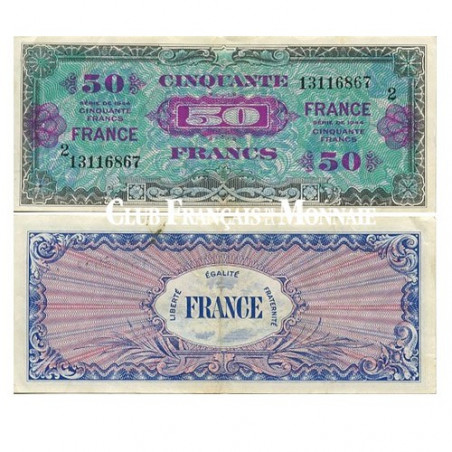 50 CINQUANTE 13116867
SÉRIE DE 1944 2
CINQUANTE FRANCS
FRANCE
50
FRANCE
SÉRIE DE 1944
CINQUANTE FRANCS
2
13116867 FRANCS 50
CLUB FRANÇAIS DE LA MONNAIE
LIBERTÉ ÉGALITÉ FRATERNITÉ
FRANCE